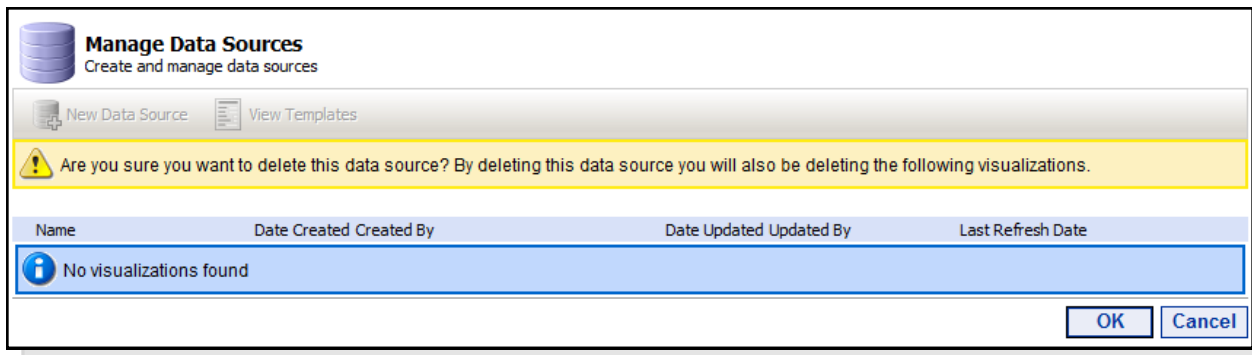 Manage Data Sources
Create and manage data sources
New Data Source View Templates
Are you sure you want to delete this data source? By deleting this data source you will also be deleting the following visualizations.
Name Date Created Created By Date Updated Updated By Last Refresh Date
No visualizations found
OK Cancel